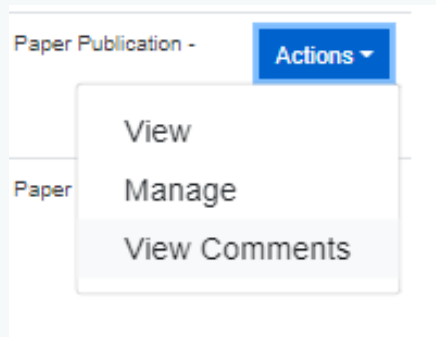 Paper Publication -
Actions
View
Manage
Paper
View Comments